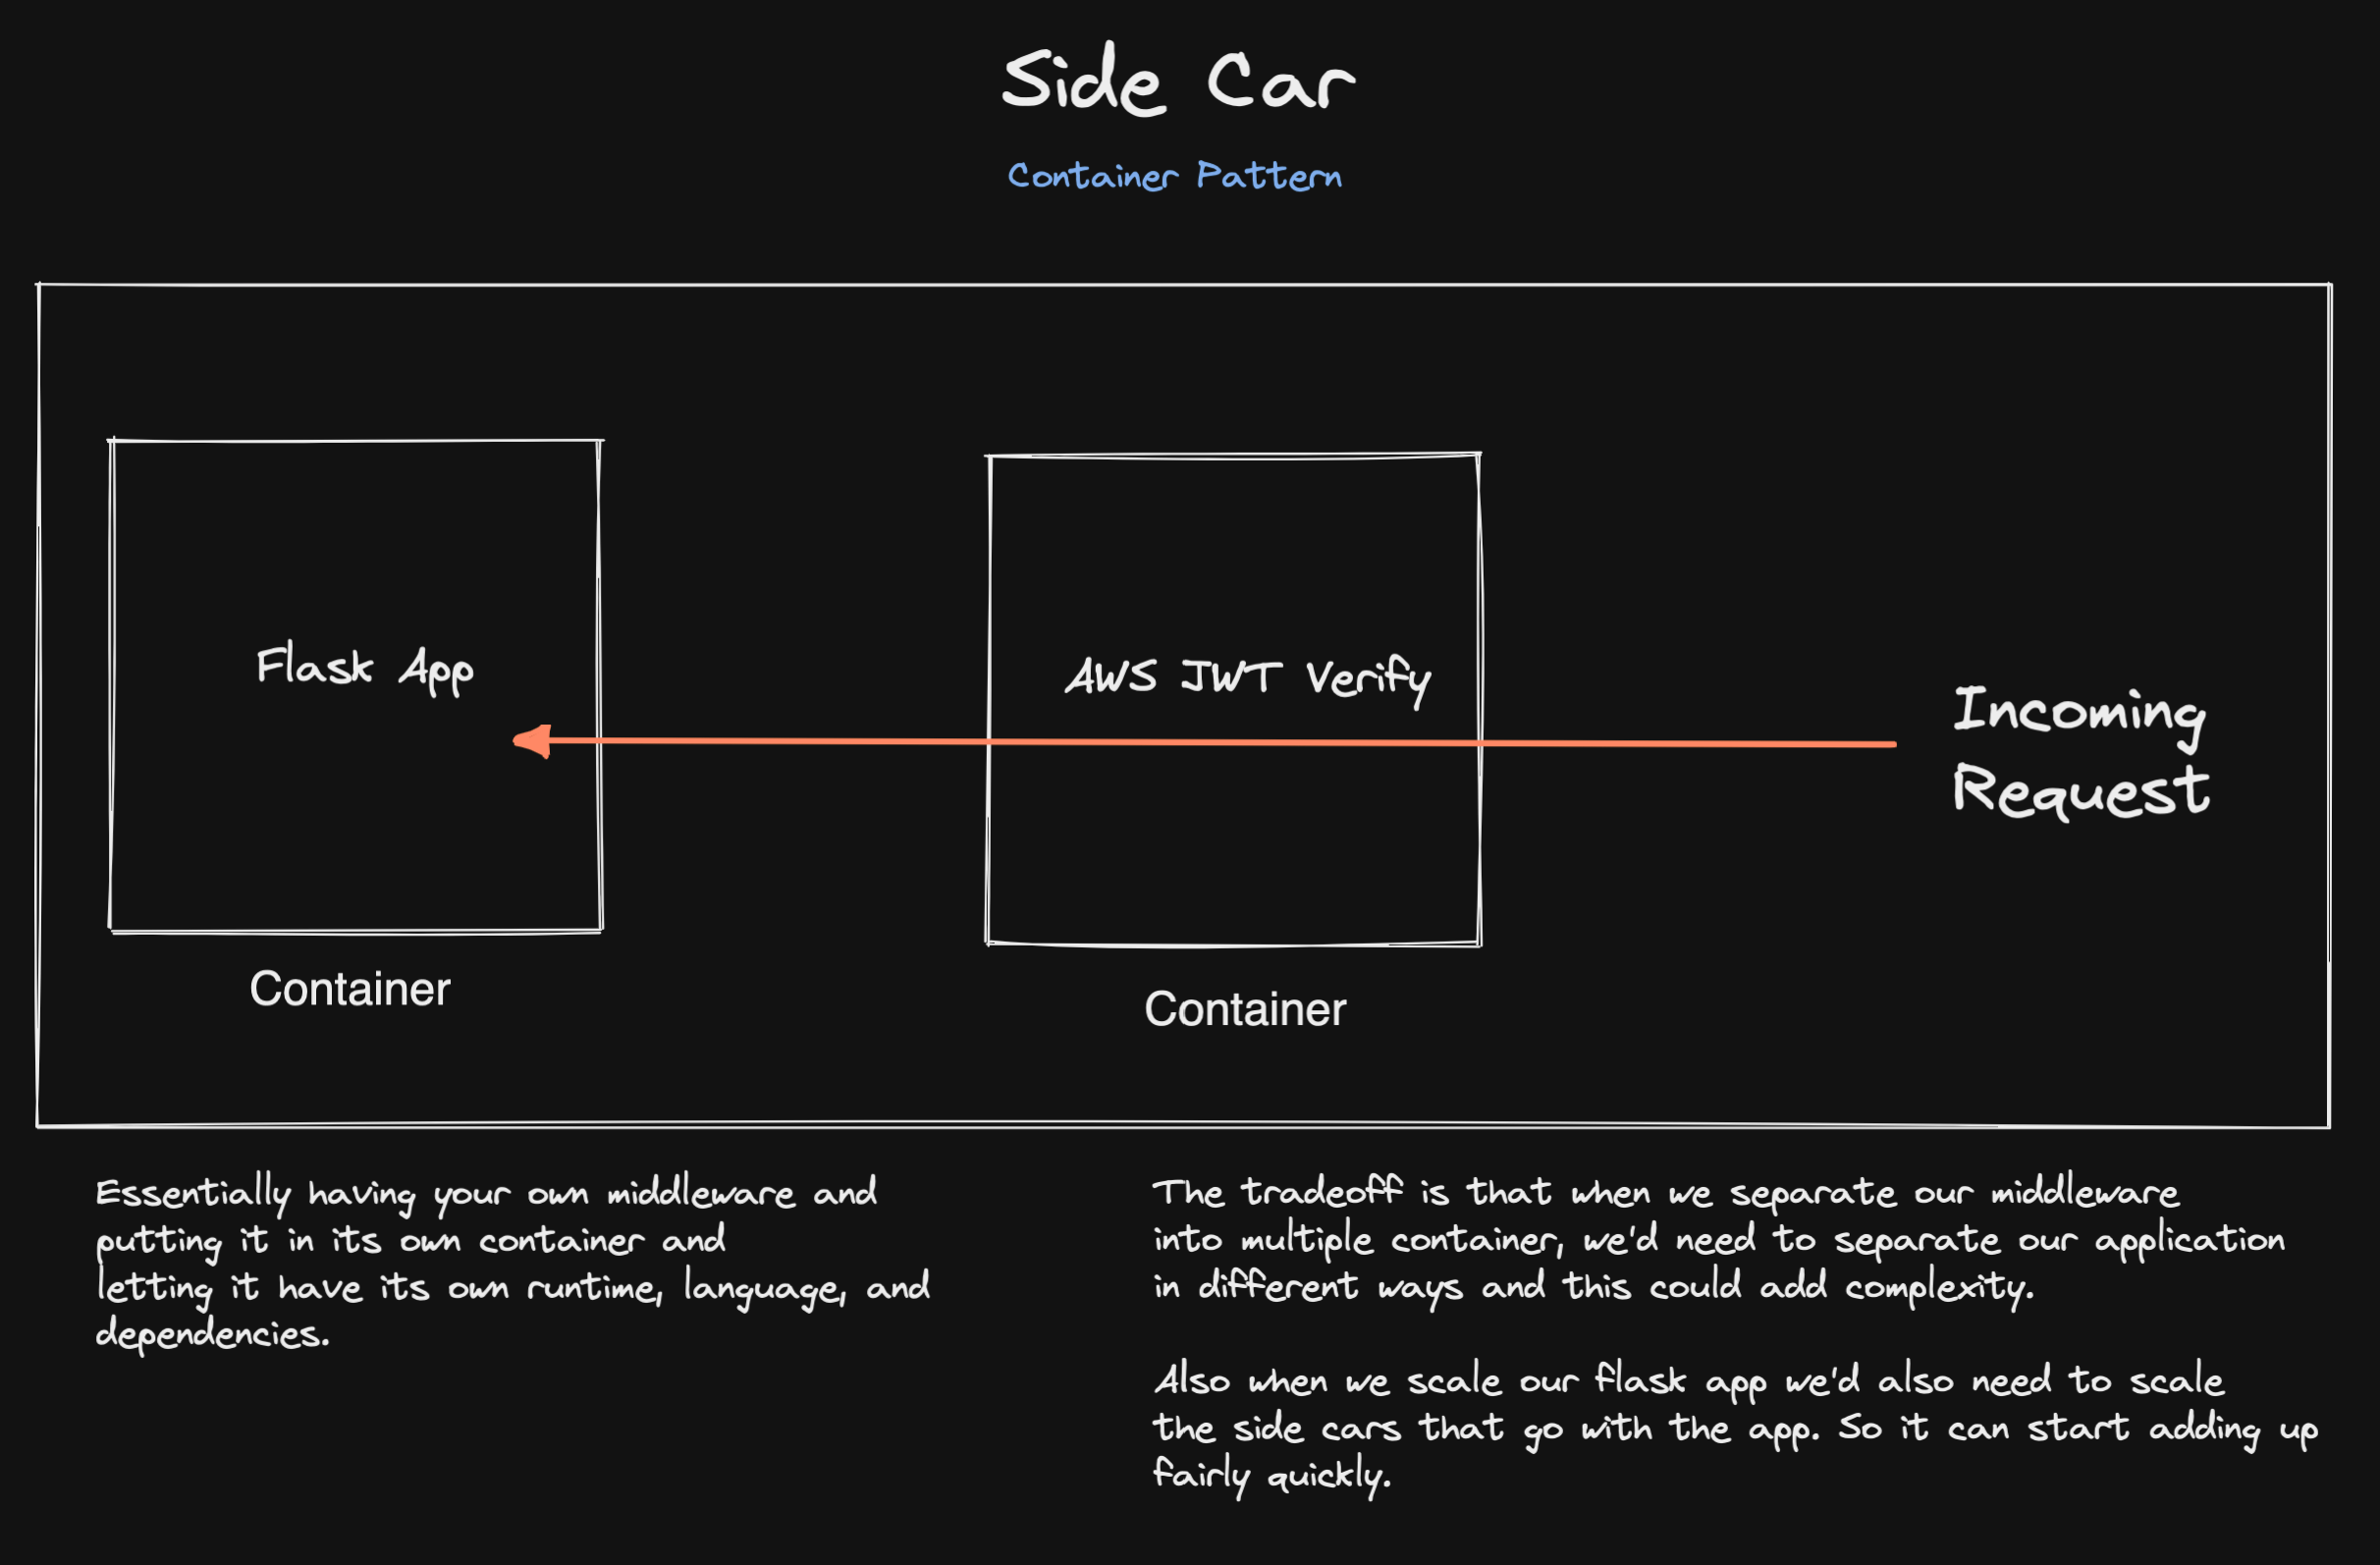 Side Car
Container Pattern
Flask App
AWS JWT Verify
Incoming
Request
Container
Container
Essentially having your own middleware and
putting it in its own container and
letting it have its own runtime, language, and
dependencies.
The tradeoff is that when we separate our middleware
into multiple container, we'd need to separate our application
in different ways and this could add complexity.
Also when we scale our flask app we'd also need to scale
the side cars that go with the app. So it can start adding up
fairly quickly.